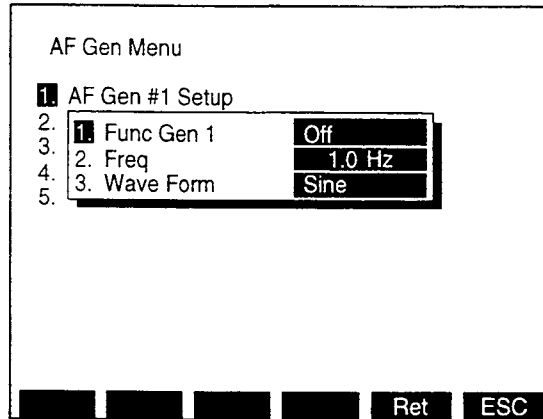 AF Gen Menu
1. AF Gen #1 Setup
2.
3.
4.
5.
1. Func Gen 1 Off
2. Freq 1.0 Hz
3. Wave Form Sine
Ret ESC